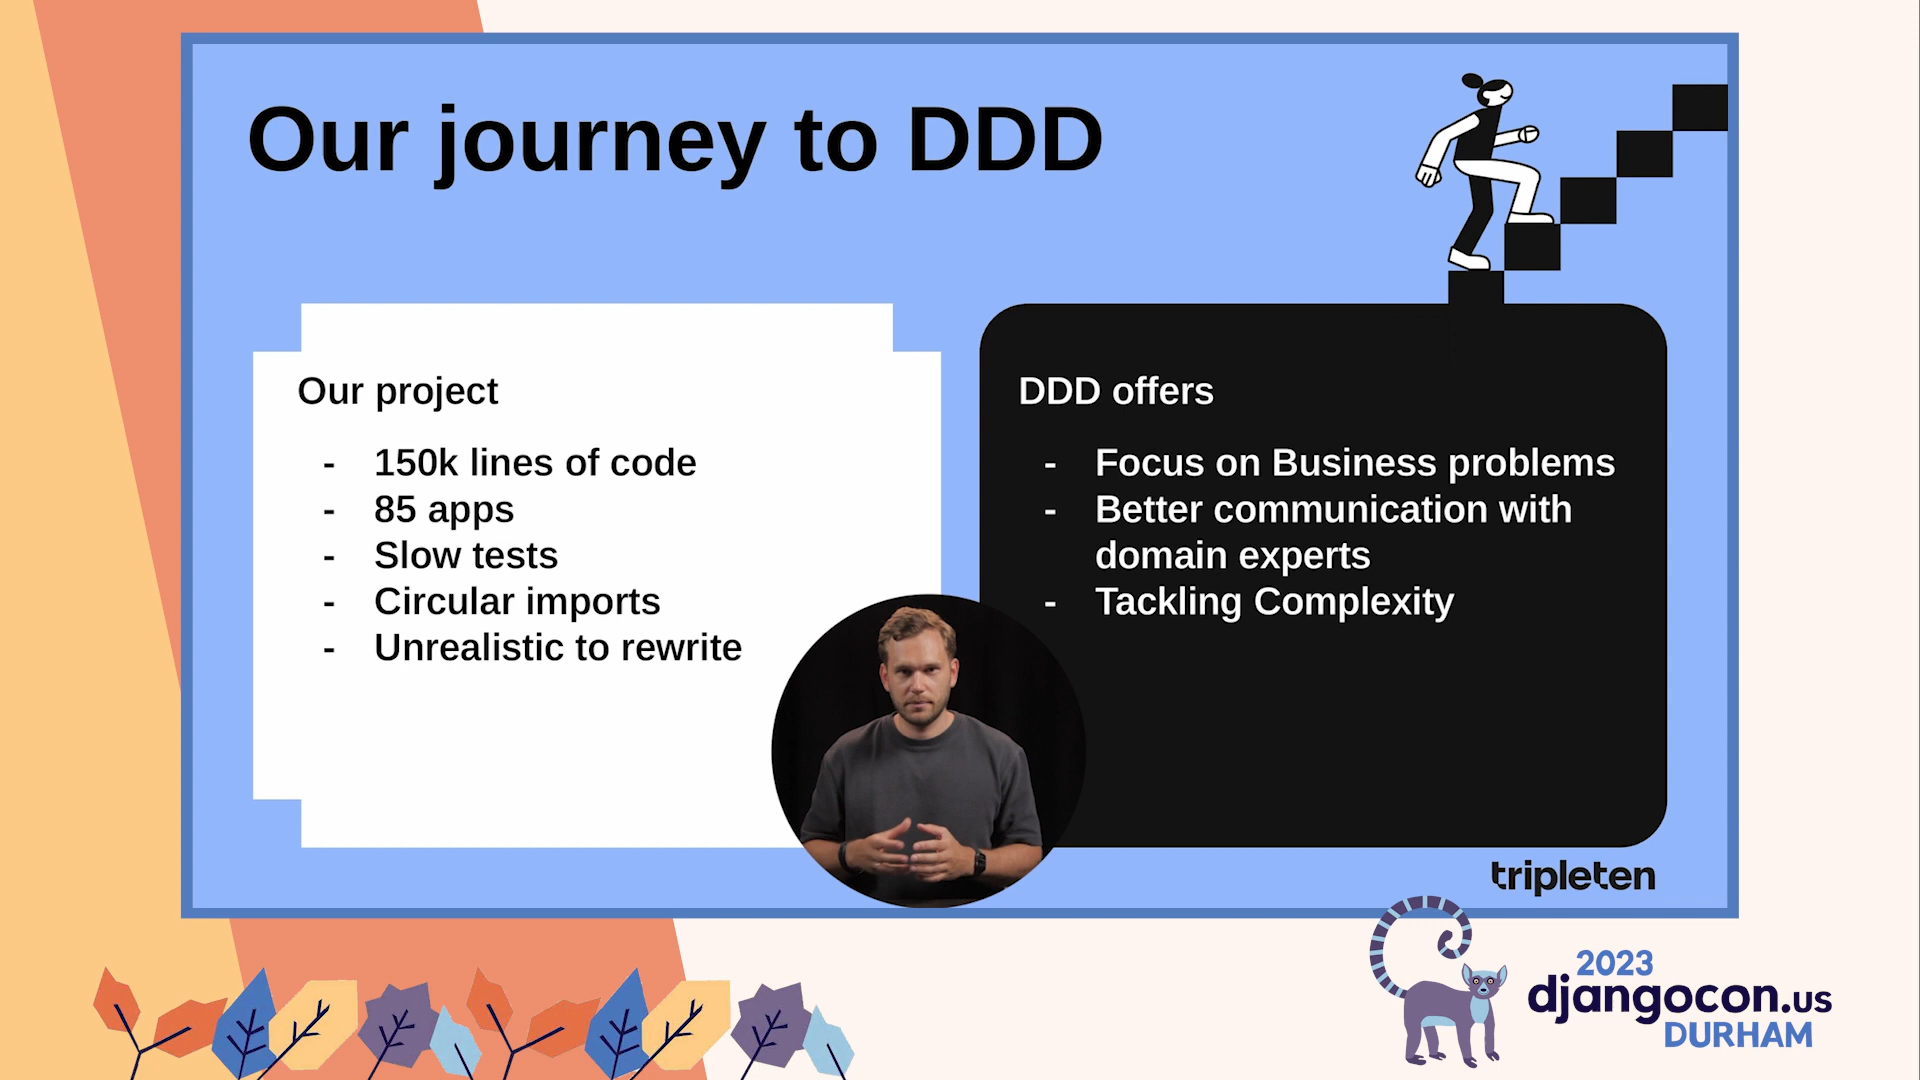 Our journey to DDD
Our project
- 150k lines of code
- 85 apps
- Slow tests
- Circular imports
- Unrealistic to rewrite
DDD offers
- Focus on Business problems
- Better communication with
domain experts
- Tackling Complexity
tripleten
2023
djangocon.us
DURHAM